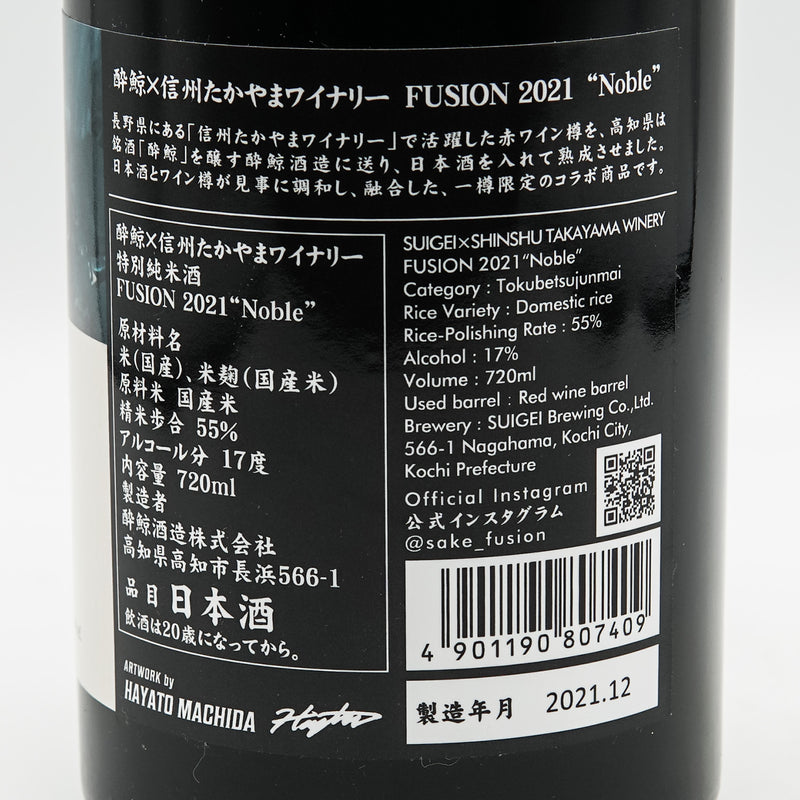 酔鯨×信州たかやまワイナリー FUSION 2021 “Noble”
長野県にある「信州たかやまワイナリー」で活躍した赤ワイン樽を、高知県は
銘酒「酔鯨」を醸す酔鯨酒造に送り、日本酒を入れて熟成させました。
日本酒とワイン樽が見事に調和し、融合した、一樽限定のコラボ商品です。
酔鯨×信州たかやまワイナリー
特別純米酒
FUSION 2021“Noble”
原材料名
米(国産)、米麹(国産米)
原料米 国産米
精米歩合 55%
アルコール分 17度
内容量 720ml
製造者
酔鯨酒造株式会社
高知県高知市長浜566-1
品目 日本酒
飲酒は20歳になってから。
ARTWORK by
HAYATO MACHIDA
SUIGEI×SHINSHU TAKAYAMA WINERY
FUSION 2021“Noble”
Category : Tokubetsujunmai
Rice Variety : Domestic rice
Rice-Polishing Rate : 55%
Alcohol : 17%
Volume : 720ml
Used barrel : Red wine barrel
Brewery : SUIGEI Brewing Co.,Ltd.
566-1 Nagahama, Kochi City,
Kochi Prefecture
Official Instagram
公式インスタグラム
@sake_fusion
4 901190 807409
製造年月 2021.12